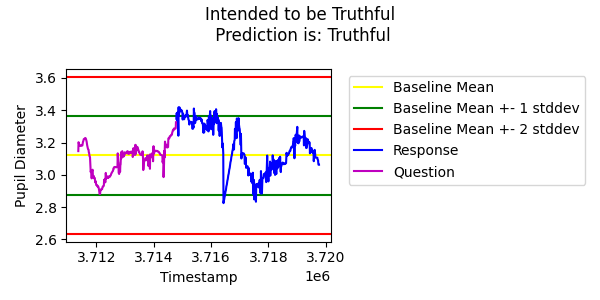 Intended to be Truthful
Prediction is: Truthful
3.6
3.4
3.2
3.0
2.8
2.6
Pupil Diameter
3.712
3.714
3.716
3.718
3.720
1e6
Timestamp
Baseline Mean
Baseline Mean +- 1 stddev
Baseline Mean +- 2 stddev
Response
Question